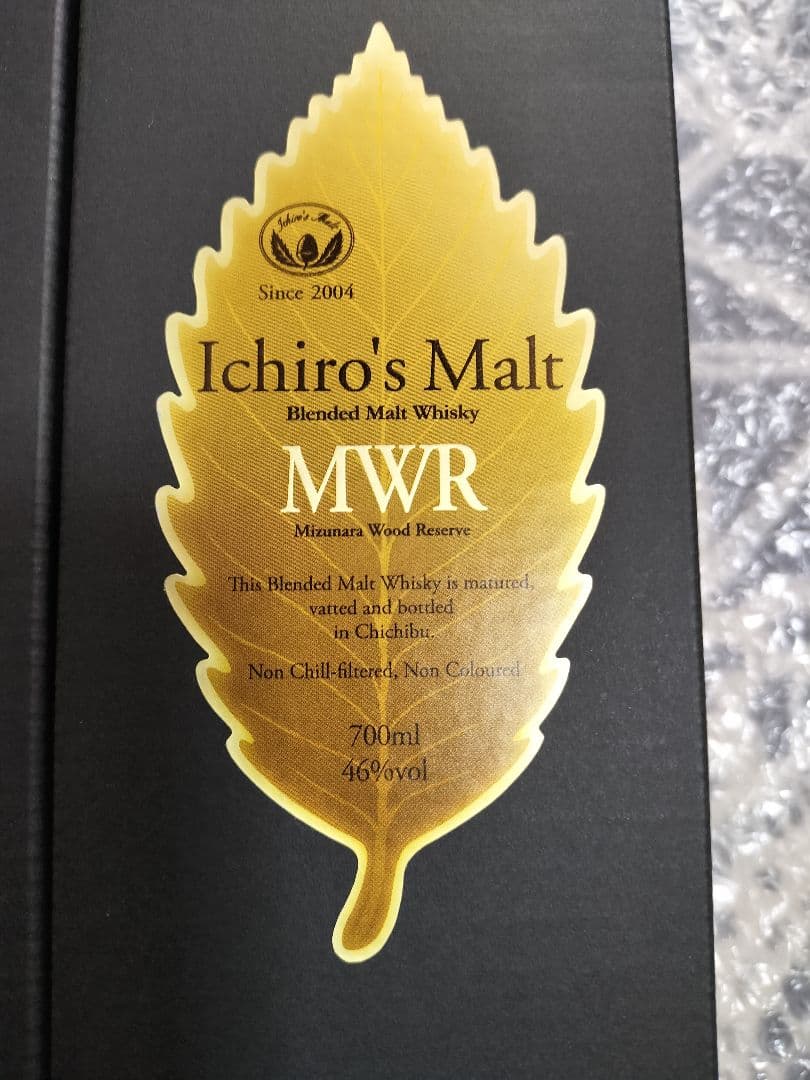 Ichiro's Malt
Since 2004
Ichiro's Malt
Blended Malt Whisky
MWR
Mizunara Wood Reserve
This Blended Malt Whisky is matured,
vatted and bottled
in Chichibu.
Non Chill-filtered, Non Coloured
700ml
46%vol